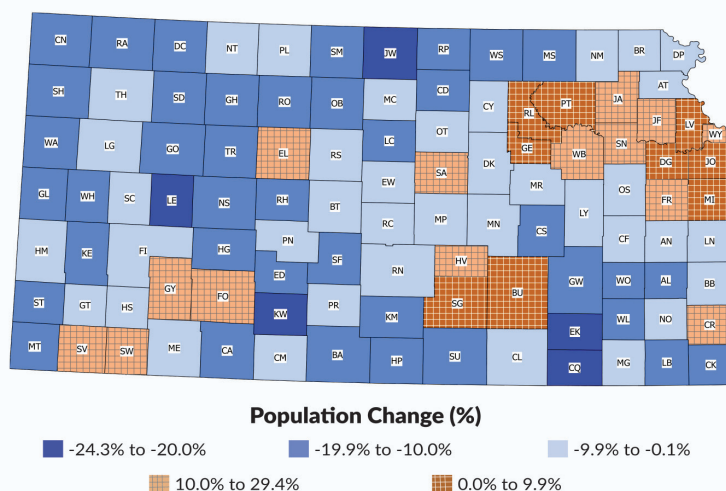 CN RA DC NT PL SM JW RP WS MS NM BR DP
SH TH SD GH RO OB MC CD CY RL PT JA AT
WA LG GO TR EL RS LC OT GE WB SN JF LV WY
GL WH SC LE NS RH BT EW SA DK MR OS DG JO
HM KE FI HG PN SF RC MP MN CS LY FR MI
ST GT HS GY FO ED RN HV CF AN LN
MT SV SW ME CA KW PR KM SG BU GW WO AL BB
CM BA HP SU CL EK WL NO CR
CQ MG LB CK
Population Change (%)
-24.3% to -20.0% -19.9% to -10.0% -9.9% to -0.1%
10.0% to 29.4% 0.0% to 9.9%